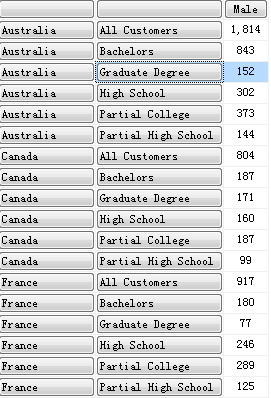 Male
Australia All Customers 1,814
Australia Bachelors 843
Australia Graduate Degree 152
Australia High School 302
Australia Partial College 373
Australia Partial High School 144
Canada All Customers 804
Canada Bachelors 187
Canada Graduate Degree 171
Canada High School 160
Canada Partial College 187
Canada Partial High School 99
France All Customers 917
France Bachelors 180
France Graduate Degree 77
France High School 246
France Partial College 289
France Partial High School 125